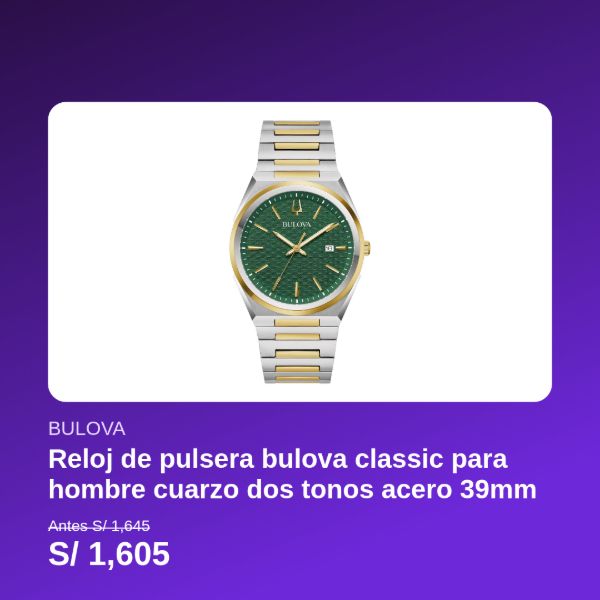 BULOVA
BULOVA
Reloj de pulsera bulova classic para
hombre cuarzo dos tonos acero 39mm
Antes S/ 1,645
S/ 1,605